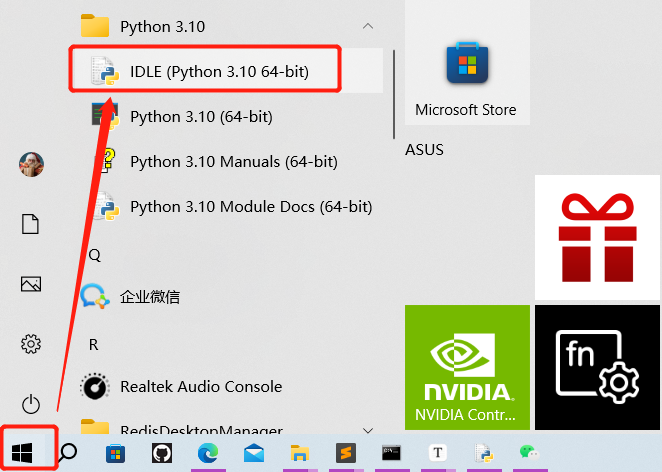 Python 3.10
IDLE (Python 3.10 64-bit)
Python 3.10 (64-bit)
Python 3.10 Manuals (64-bit)
Python 3.10 Module Docs (64-bit)
Q
企业微信
R
Realtek Audio Console
RedisDesktopManager
Microsoft Store
ASUS
NVIDIA.
NVIDIA Contr...
fn
T